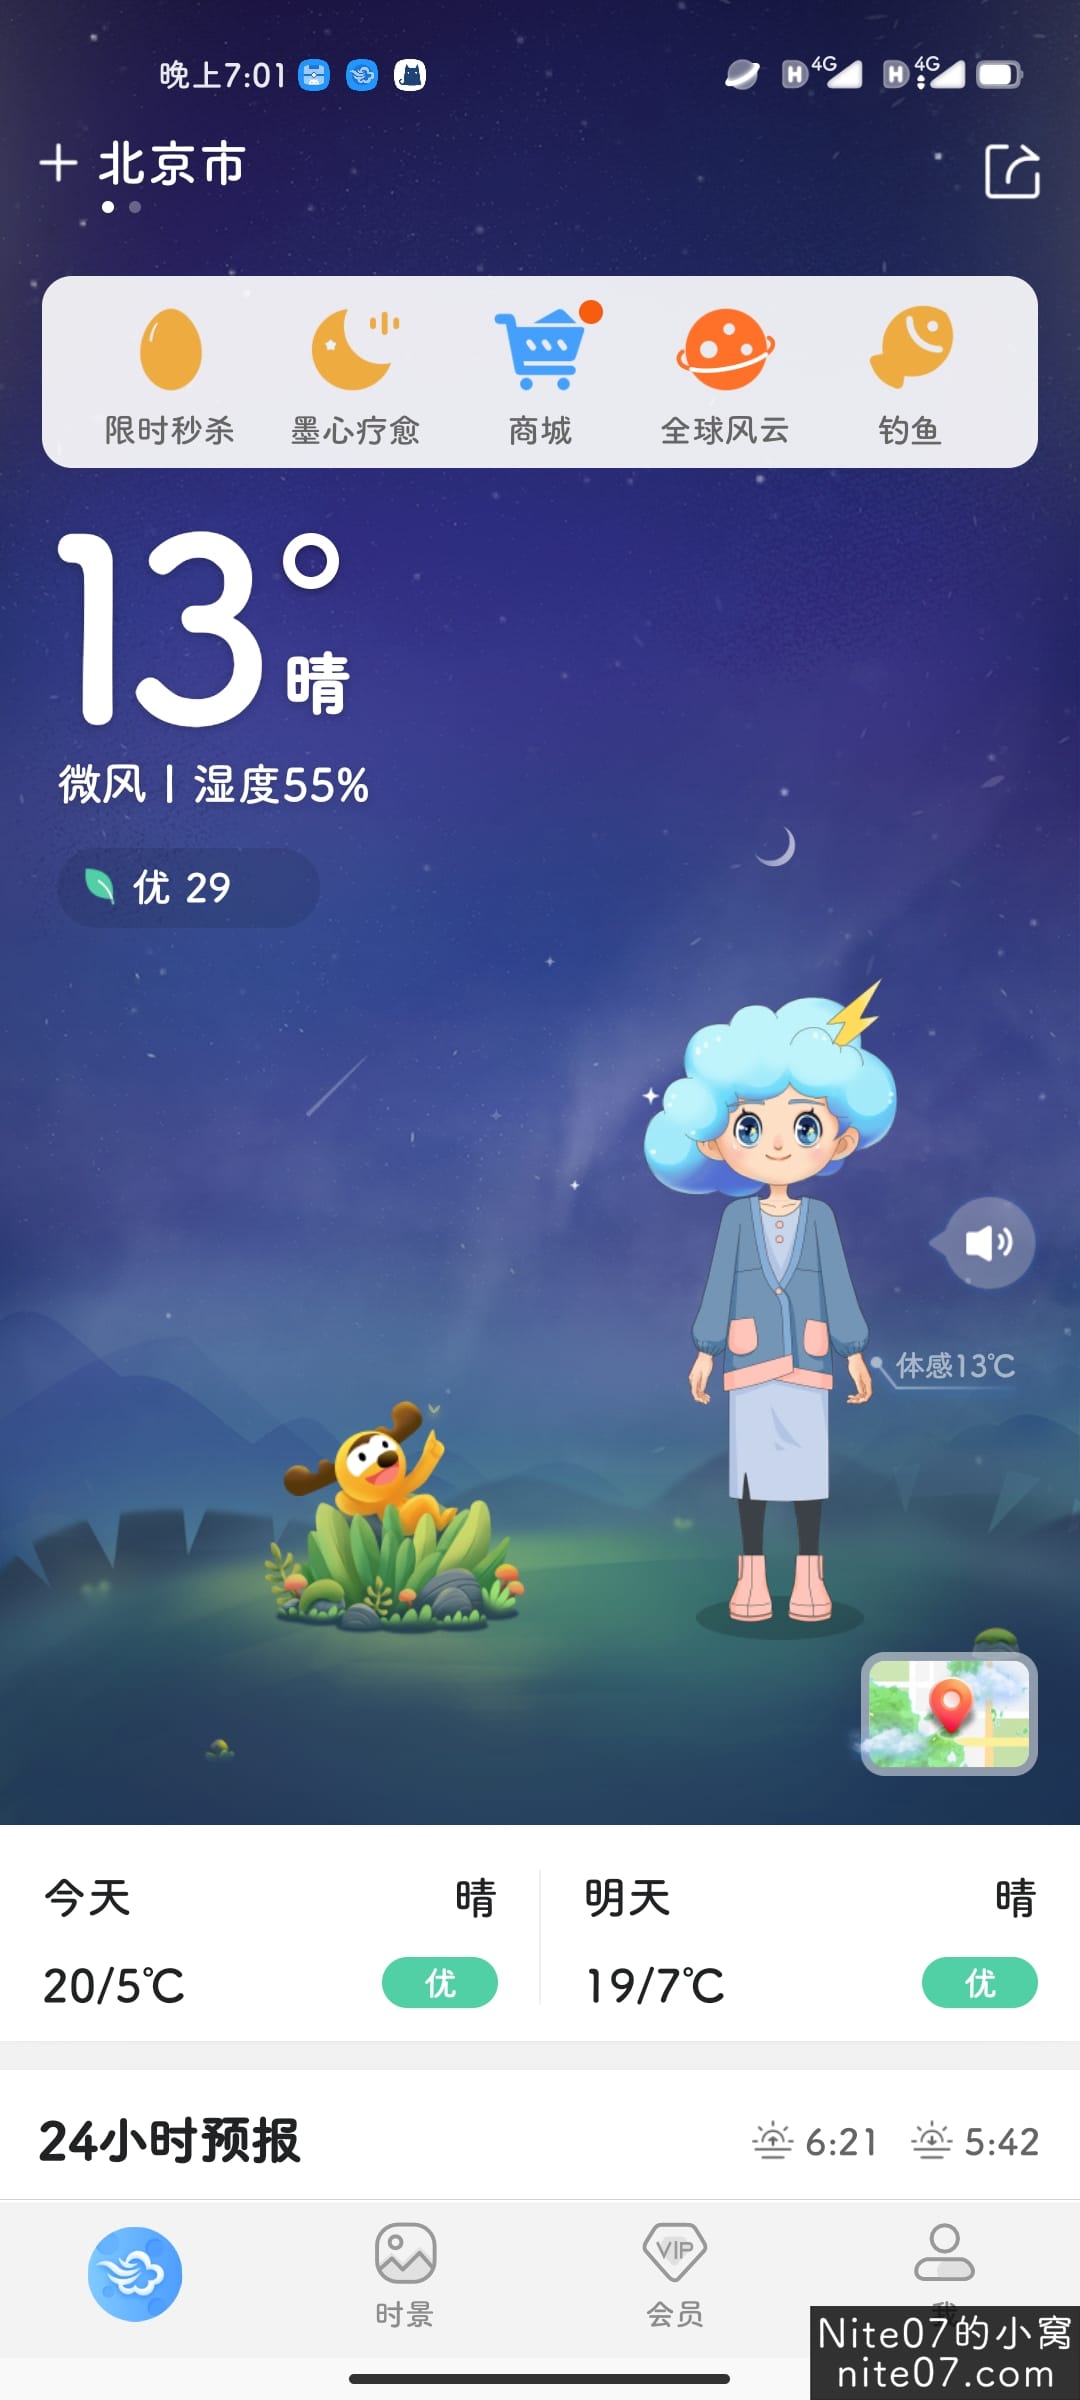 晚上7:01
4G
4G
北京市
限时秒杀
墨心疗愈
商城
全球风云
钓鱼
13°
晴
微风 | 湿度55%
优 29
体感13℃
今天
晴
20/5℃
优
明天
晴
19/7℃
优
24小时预报
6:21
5:42
时景
VIP
会员
我
Nite07的小窝
nite07.com